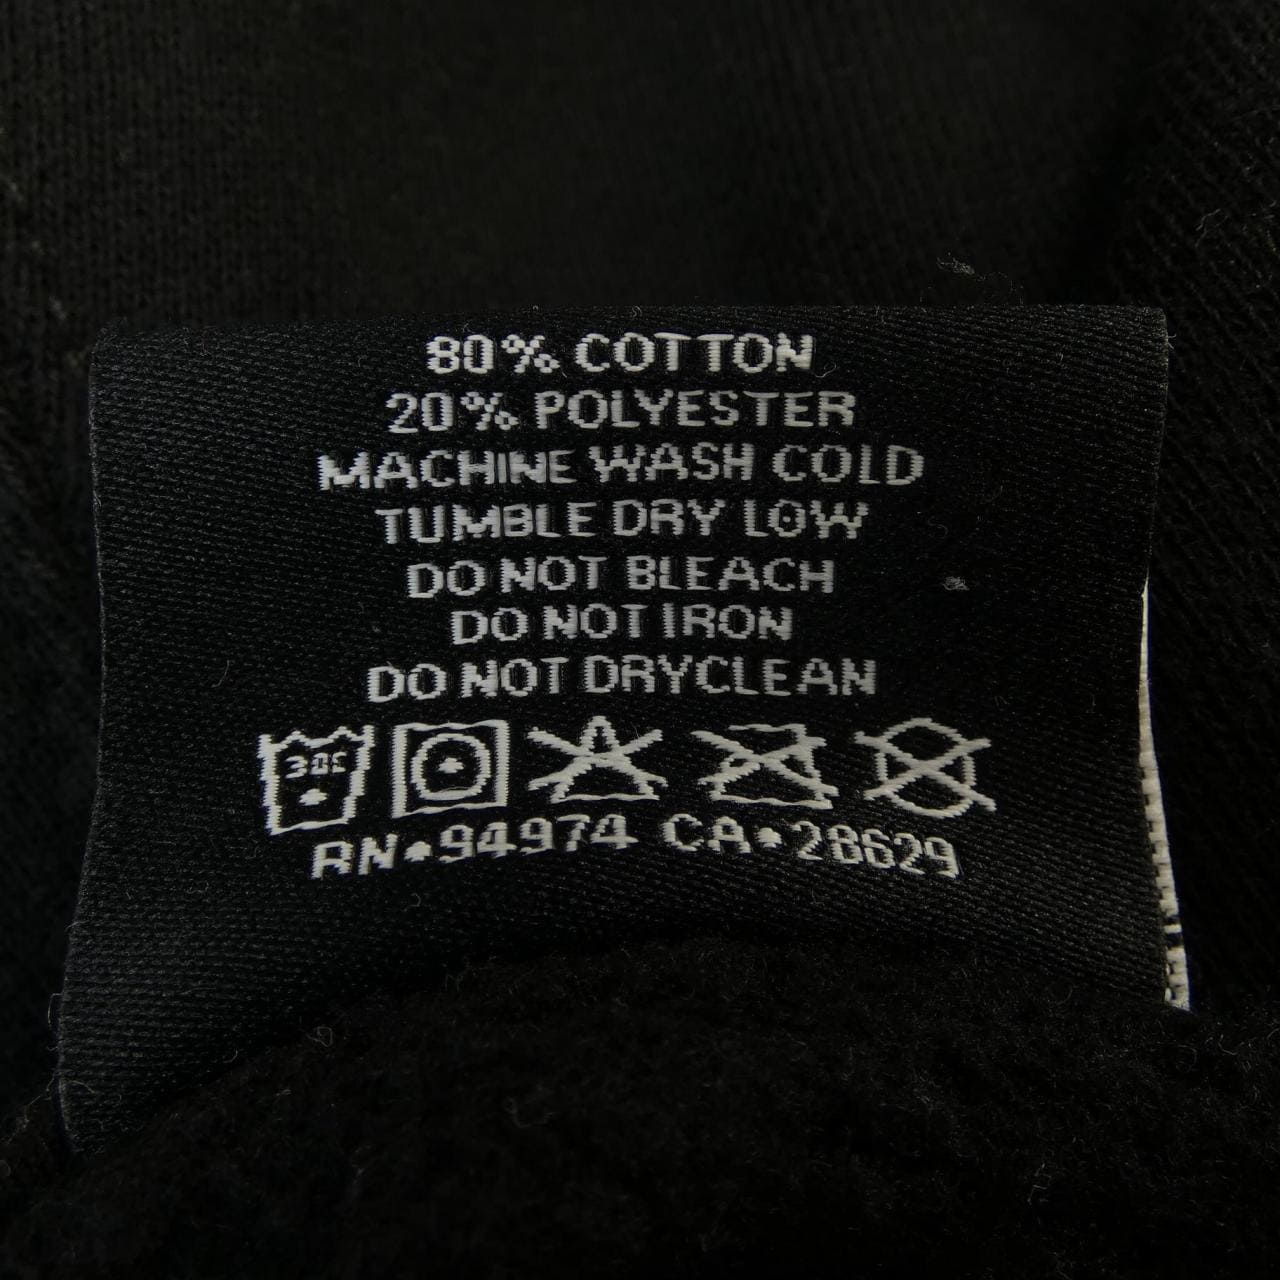 80% COTTON
20% POLYESTER
MACHINE WASH COLD
TUMBLE DRY LOW
DO NOT BLEACH
DO NOT IRON
DO NOT DRYCLEAN
30C
RN•94974 CA•28629